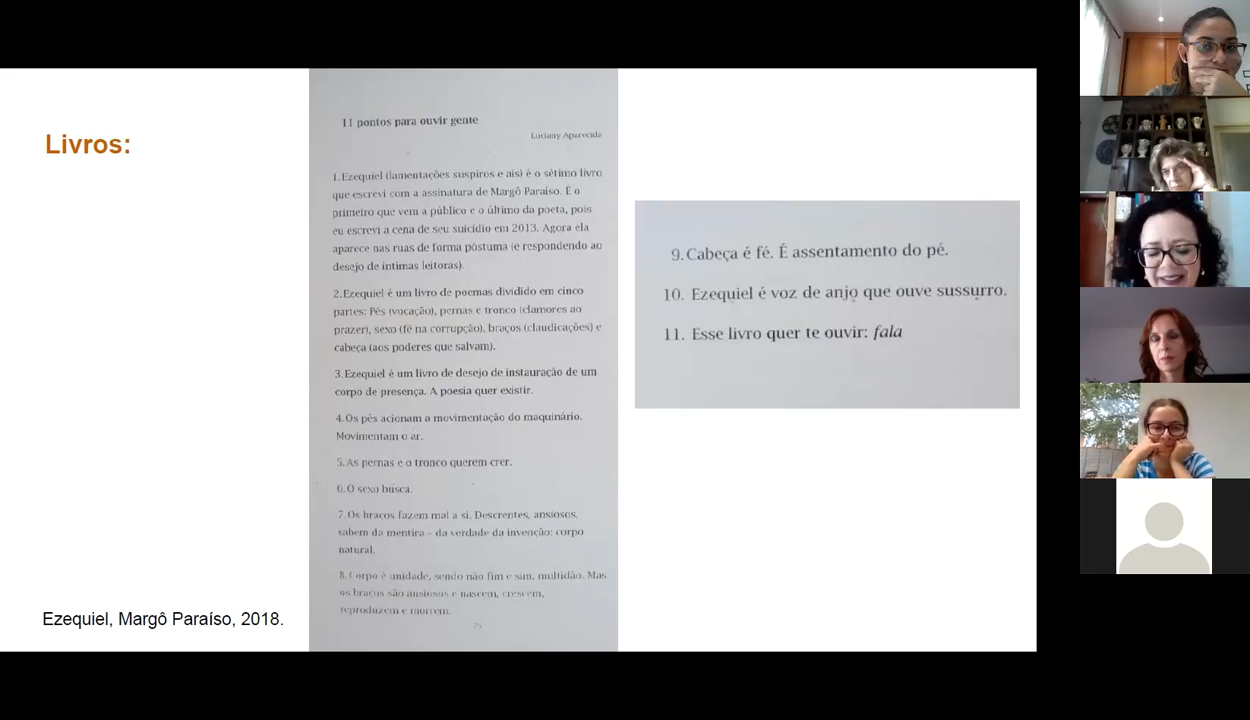 Livros:
11 pontos para ouvir gente
Luciany Aparecida
1.Ezequiel (lamentações suspiros e ais) é o sétimo livro
que escrevi com a assinatura de Margô Paraíso. É o
primeiro que vem a público e o último da poeta, pois
eu escrevi a cena de seu suicídio em 2013. Agora ela
aparece nas ruas de forma póstuma (e respondendo ao
desejo de íntimas leitoras).
2.Ezequiel é um livro de poemas dividido em cinco
partes: Pés (vocação), pernas e tronco (clamores ao
prazer), sexo (fé na corrupção), braços (claudicações) e
cabeça (aos poderes que salvam).
3.Ezequiel é um livro de desejo de instauração de um
corpo de presença. A poesia quer existir.
4.Os pés acionam a movimentação do maquinário.
Movimentam o ar.
5.As pernas e o tronco querem crer.
6.O sexo busca.
7.Os braços fazem mal a si. Descrentes, ansiosos,
sabem da mentira – da verdade da invenção: corpo
natural.
8.Corpo é unidade, sendo não fim e sim, multidão. Mas
os braços são ansiosos e nascem, crescem,
reproduzem e morrem.
75
9.Cabeça é fé. É assentamento do pé.
10. Ezequiel é voz de anjo que ouve sussurro.
11. Esse livro quer te ouvir: fala
Ezequiel, Margô Paraíso, 2018.